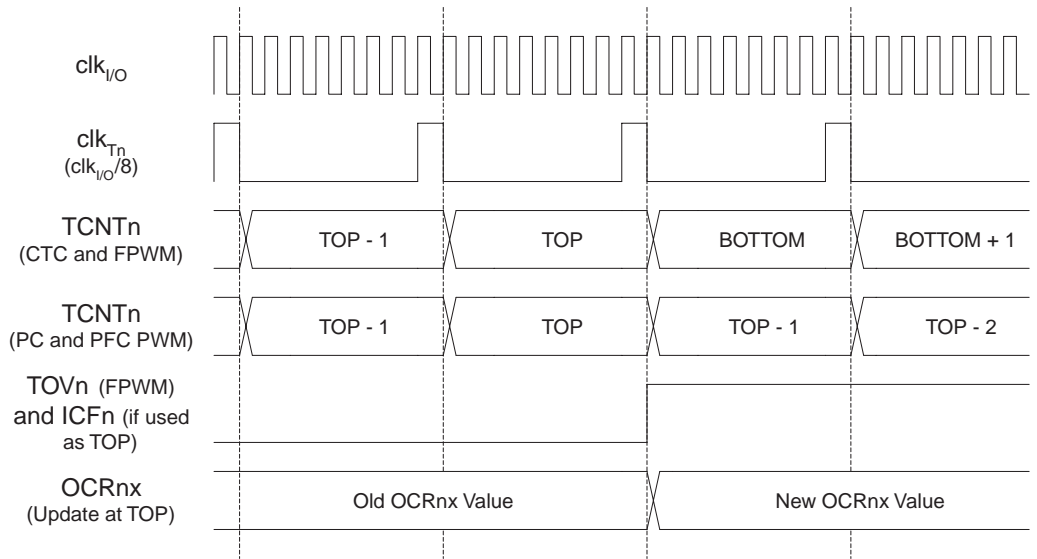 clkI/O
clkTn
(clkI/O/8)
TCNTn
(CTC and FPWM)
TOP - 1
TOP
BOTTOM
BOTTOM + 1
TCNTn
(PC and PFC PWM)
TOP - 1
TOP
TOP - 1
TOP - 2
TOVn (FPWM)
and ICFn (if used
as TOP)
OCRnx
(Update at TOP)
Old OCRnx Value
New OCRnx Value